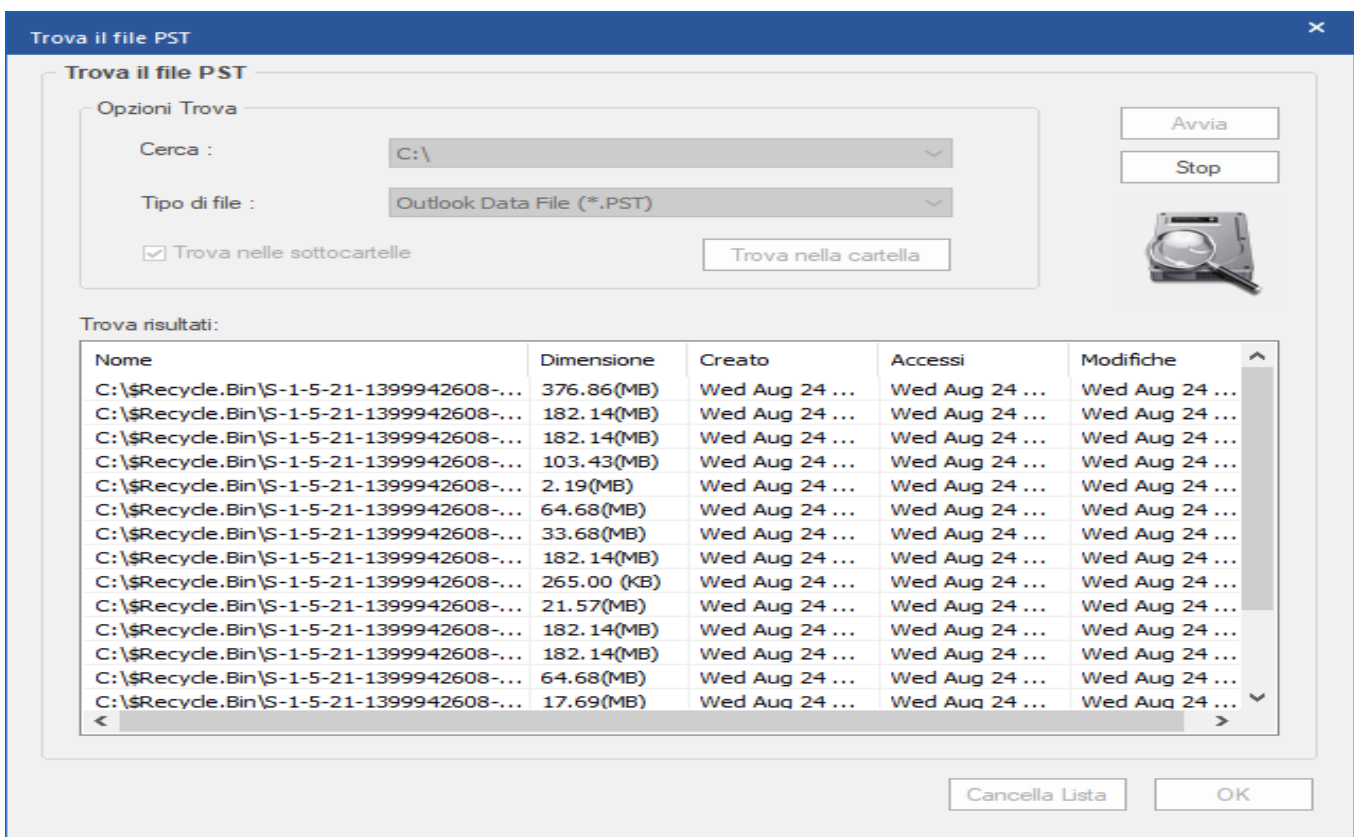 Trova il file PST
Trova il file PST
Opzioni Trova
Avvia
Cerca :
C:\
Stop
Tipo di file :
Outlook Data File (*.PST)
Trova nelle sottocartelle
Trova nella cartella
Trova risultati:
Nome Dimensione Creato Accessi Modifiche
C:\$Recycle.Bin\S-1-5-21-1399942608-... 376.86(MB) Wed Aug 24 ... Wed Aug 24 ... Wed Aug 24 ...
C:\$Recycle.Bin\S-1-5-21-1399942608-... 182.14(MB) Wed Aug 24 ... Wed Aug 24 ... Wed Aug 24 ...
C:\$Recycle.Bin\S-1-5-21-1399942608-... 182.14(MB) Wed Aug 24 ... Wed Aug 24 ... Wed Aug 24 ...
C:\$Recycle.Bin\S-1-5-21-1399942608-... 103.43(MB) Wed Aug 24 ... Wed Aug 24 ... Wed Aug 24 ...
C:\$Recycle.Bin\S-1-5-21-1399942608-... 2.19(MB) Wed Aug 24 ... Wed Aug 24 ... Wed Aug 24 ...
C:\$Recycle.Bin\S-1-5-21-1399942608-... 64.68(MB) Wed Aug 24 ... Wed Aug 24 ... Wed Aug 24 ...
C:\$Recycle.Bin\S-1-5-21-1399942608-... 33.68(MB) Wed Aug 24 ... Wed Aug 24 ... Wed Aug 24 ...
C:\$Recycle.Bin\S-1-5-21-1399942608-... 182.14(MB) Wed Aug 24 ... Wed Aug 24 ... Wed Aug 24 ...
C:\$Recycle.Bin\S-1-5-21-1399942608-... 265.00 (KB) Wed Aug 24 ... Wed Aug 24 ... Wed Aug 24 ...
C:\$Recycle.Bin\S-1-5-21-1399942608-... 21.57(MB) Wed Aug 24 ... Wed Aug 24 ... Wed Aug 24 ...
C:\$Recycle.Bin\S-1-5-21-1399942608-... 182.14(MB) Wed Aug 24 ... Wed Aug 24 ... Wed Aug 24 ...
C:\$Recycle.Bin\S-1-5-21-1399942608-... 182.14(MB) Wed Aug 24 ... Wed Aug 24 ... Wed Aug 24 ...
C:\$Recycle.Bin\S-1-5-21-1399942608-... 64.68(MB) Wed Aug 24 ... Wed Aug 24 ... Wed Aug 24 ...
C:\$Recycle.Bin\S-1-5-21-1399942608-... 17.69(MB) Wed Aug 24 ... Wed Aug 24 ... Wed Aug 24 ...
Cancella Lista
OK